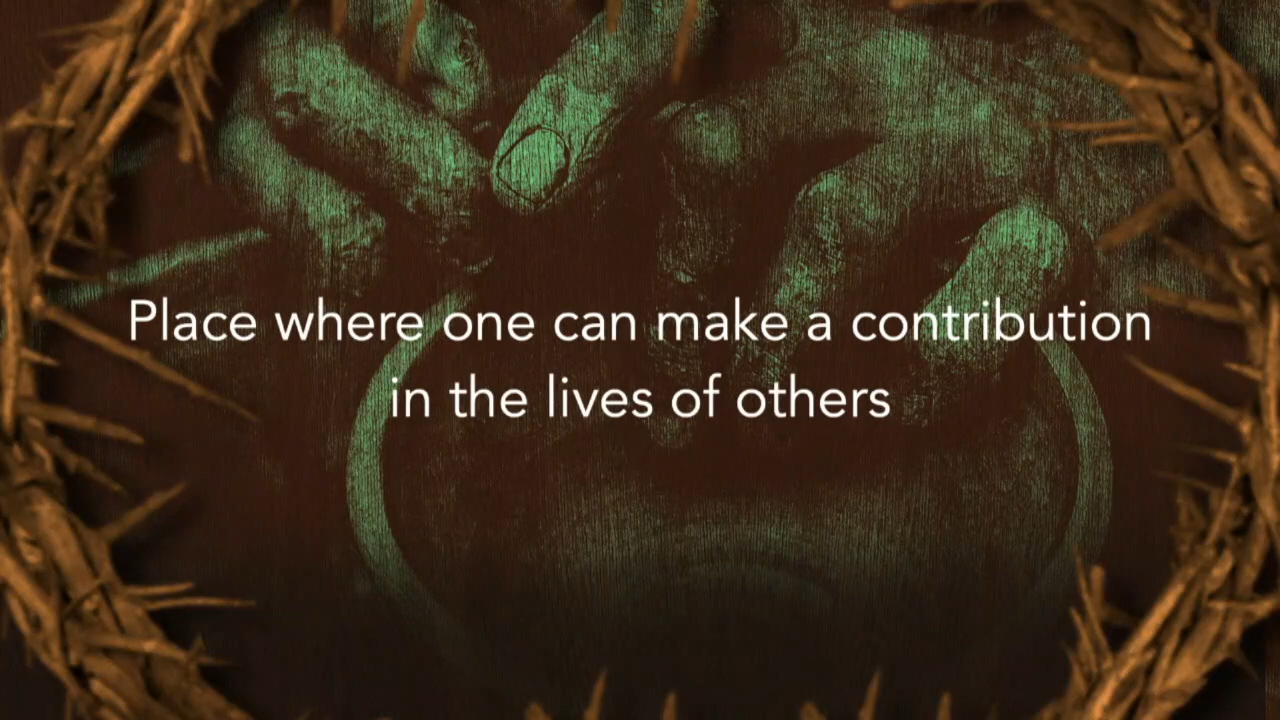 Place where one can make a contribution
in the lives of others